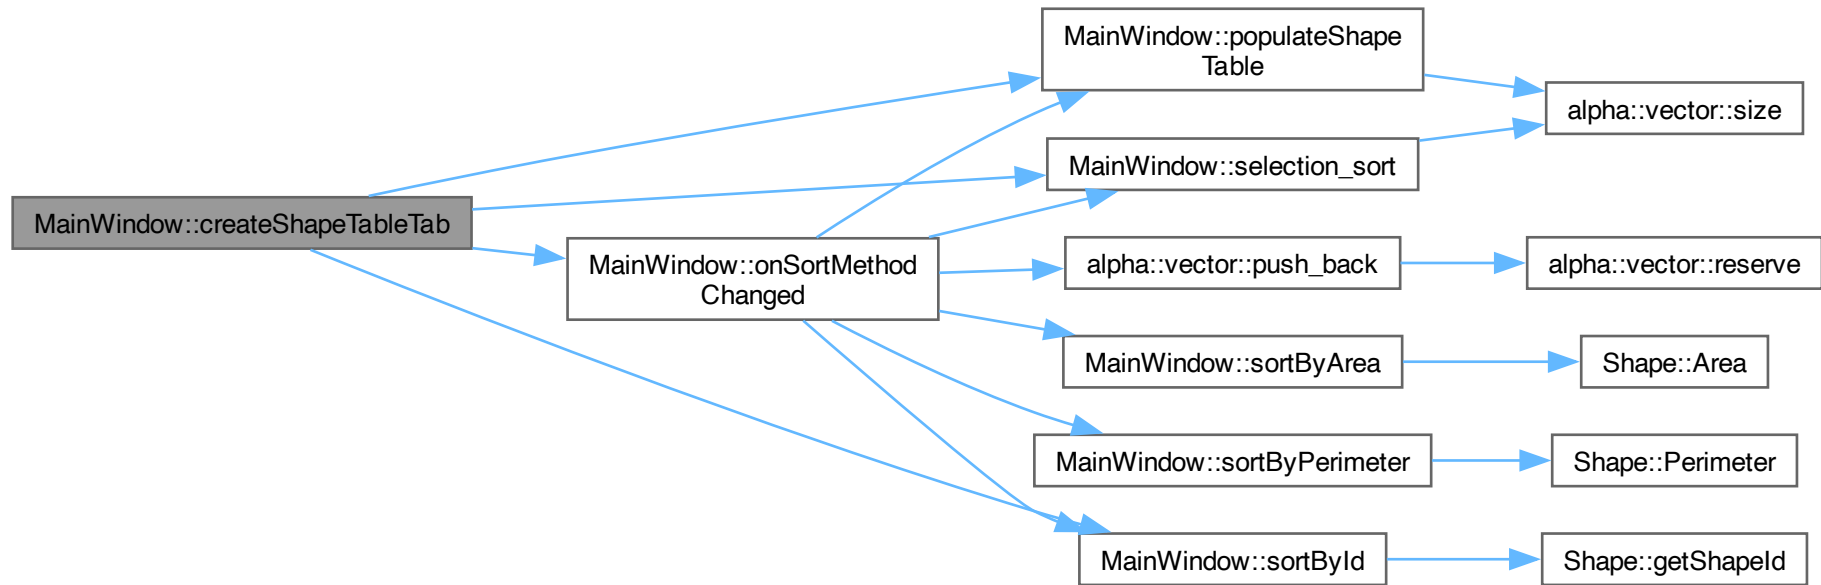 MainWindow::createShapeTableTab
MainWindow::onSortMethod
Changed
MainWindow::populateShape
Table
MainWindow::selection_sort
alpha::vector::push_back
MainWindow::sortByArea
MainWindow::sortByPerimeter
MainWindow::sortById
alpha::vector::size
alpha::vector::reserve
Shape::Area
Shape::Perimeter
Shape::getShapeId